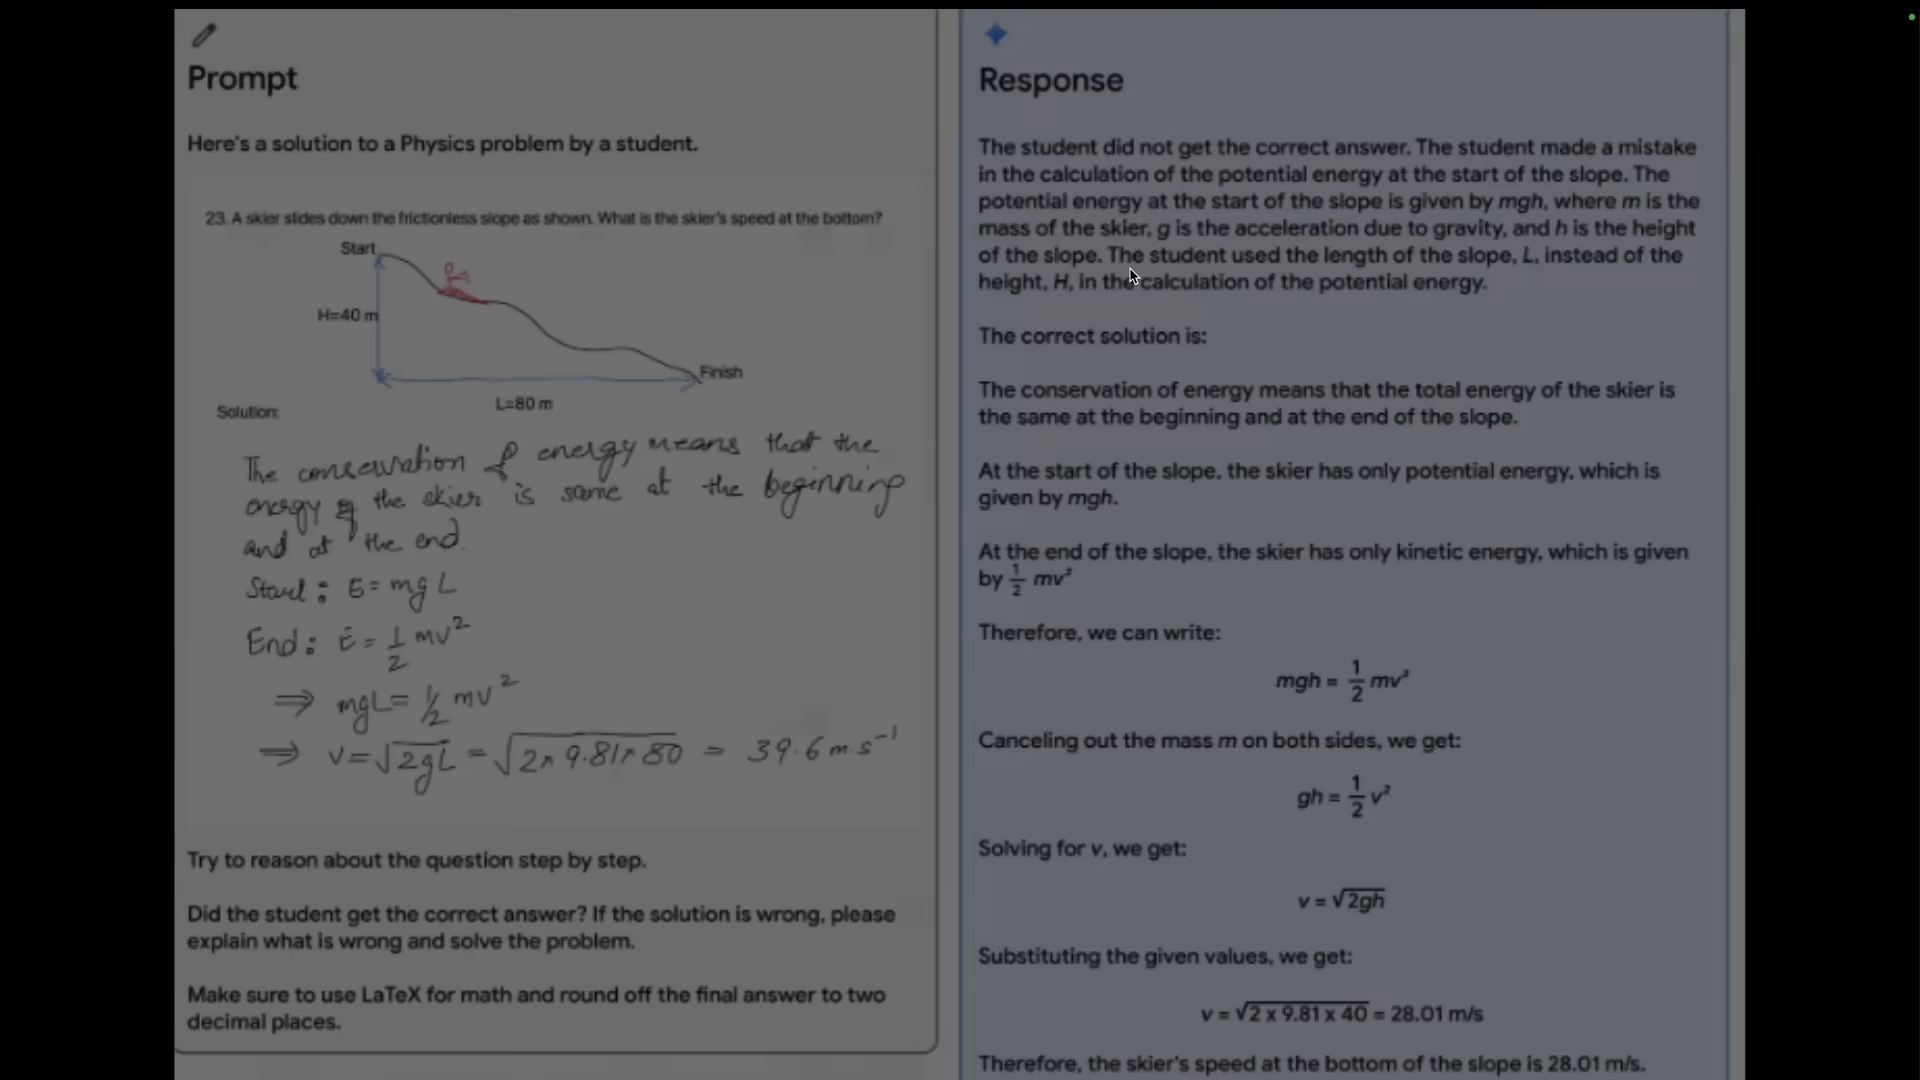 Prompt
Here's a solution to a Physics problem by a student.
23. A skier slides down the frictionless slope as shown. What is the skier's speed at the bottom?
Start
H=40 m
Finish
L=80 m
Solution:
The conservation of energy means that the
energy of the skier is same at the beginning
and at the end.
Start : E = mgL
End : E = 1/2 mv²
⇒ mgL = 1/2 mv²
⇒ v = √2gL = √2 × 9.81 × 80 = 39.6 m.s⁻¹
Try to reason about the question step by step.
Did the student get the correct answer? If the solution is wrong, please
explain what is wrong and solve the problem.
Make sure to use LaTeX for math and round off the final answer to two
decimal places.
Response
The student did not get the correct answer. The student made a mistake
in the calculation of the potential energy at the start of the slope. The
potential energy at the start of the slope is given by mgh, where m is the
mass of the skier, g is the acceleration due to gravity, and h is the height
of the slope. The student used the length of the slope, L, instead of the
height, H, in the calculation of the potential energy.
The correct solution is:
The conservation of energy means that the total energy of the skier is
the same at the beginning and at the end of the slope.
At the start of the slope, the skier has only potential energy, which is
given by mgh.
At the end of the slope, the skier has only kinetic energy, which is given
by 1/2 mv²
Therefore, we can write:
mgh = 1/2 mv²
Canceling out the mass m on both sides, we get:
gh = 1/2 v²
Solving for v, we get:
v = √2gh
Substituting the given values, we get:
v = √2 x 9.81 x 40 = 28.01 m/s
Therefore, the skier's speed at the bottom of the slope is 28.01 m/s.